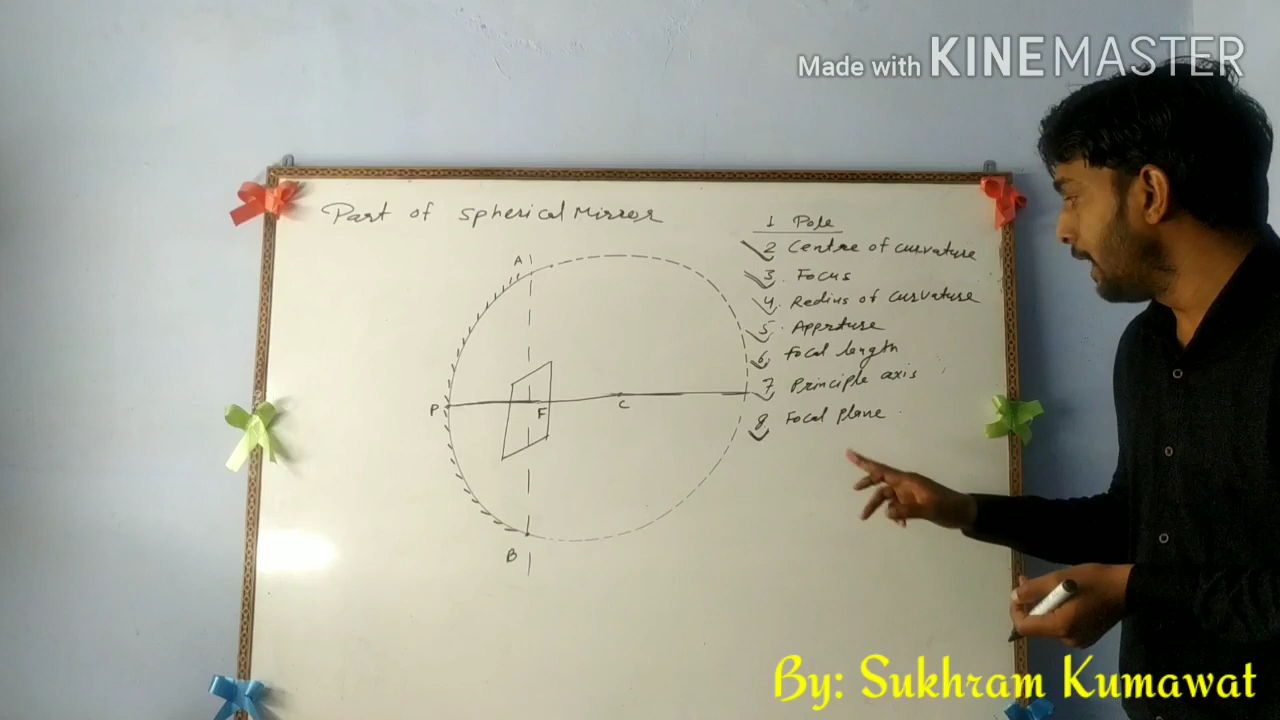 Made with KINEMASTER
Part of spherical Mirror
1 Pole
2 Centre of curvature
3. Focus
4. Redius of curvature
5. Apprture
6. Focal length
7 Principle axis
8. Focal plane
A
P
F
C
B
By: Sukhram Kumawat